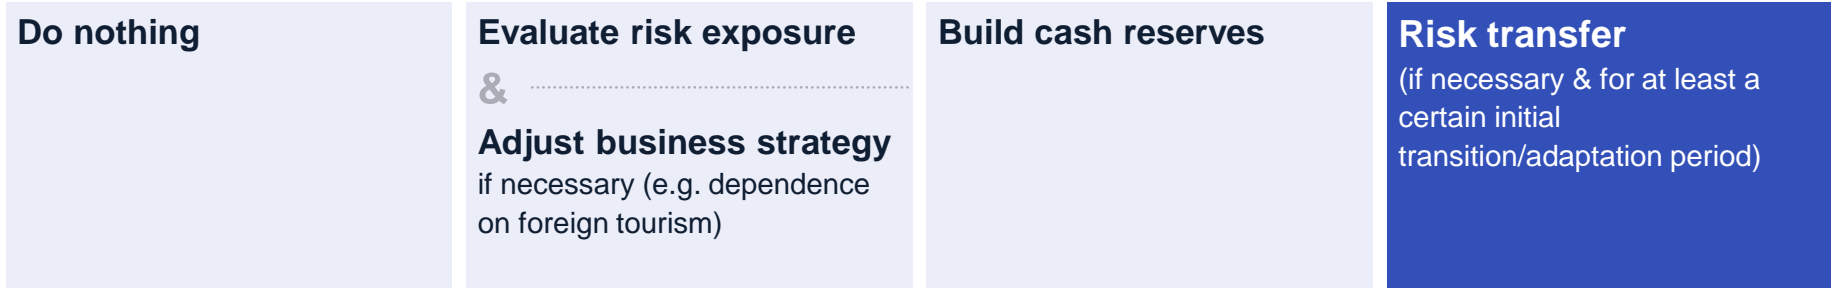 Do nothing
Evaluate risk exposure
&
Adjust business strategy
if necessary (e.g. dependence
on foreign tourism)
Build cash reserves
Risk transfer
(if necessary & for at least a
certain initial
transition/adaptation period)